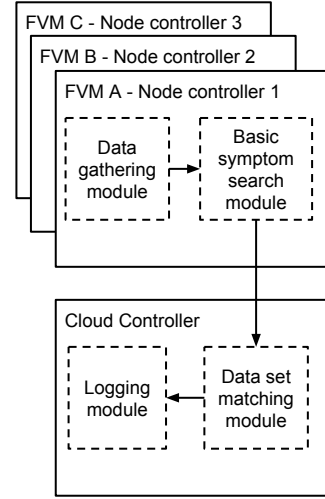 FVM C - Node controller 3
FVM B - Node controller 2
FVM A - Node controller 1
Data
gathering
module
Basic
symptom
search
module
Cloud Controller
Logging
module
Data set
matching
module